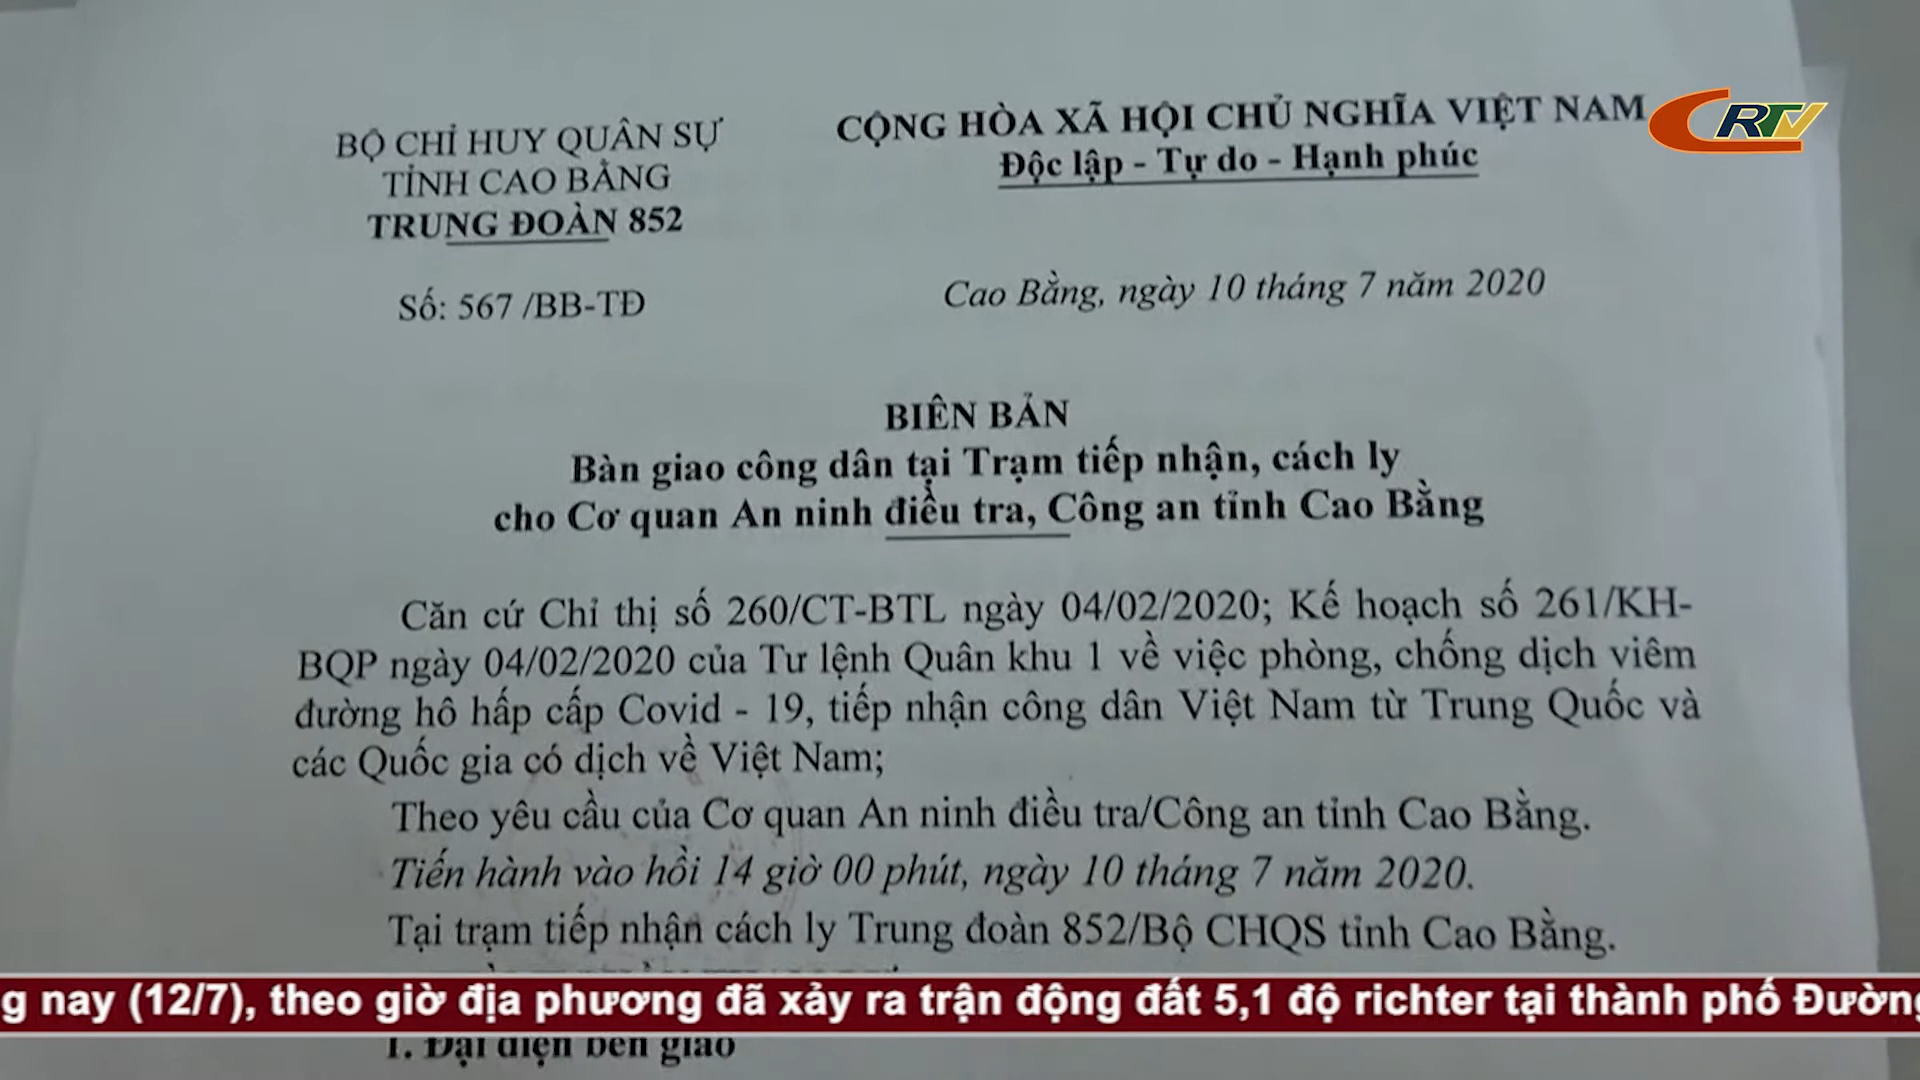 BỘ CHỈ HUY QUÂN SỰ
TỈNH CAO BẰNG
TRUNG ĐOÀN 852
Số: 567 /BB-TĐ
CỘNG HÒA XÃ HỘI CHỦ NGHĨA VIỆT NAM
Độc lập - Tự do - Hạnh phúc
Cao Bằng, ngày 10 tháng 7 năm 2020
CRTV
BIÊN BẢN
Bàn giao công dân tại Trạm tiếp nhận, cách ly
cho Cơ quan An ninh điều tra, Công an tỉnh Cao Bằng
Căn cứ Chỉ thị số 260/CT-BTL ngày 04/02/2020; Kế hoạch số 261/KH-
BQP ngày 04/02/2020 của Tư lệnh Quân khu 1 về việc phòng, chống dịch viêm
đường hô hấp cấp Covid - 19, tiếp nhận công dân Việt Nam từ Trung Quốc và
các Quốc gia có dịch về Việt Nam;
Theo yêu cầu của Cơ quan An ninh điều tra/Công an tỉnh Cao Bằng.
Tiến hành vào hồi 14 giờ 00 phút, ngày 10 tháng 7 năm 2020.
Tại trạm tiếp nhận cách ly Trung đoàn 852/Bộ CHQS tỉnh Cao Bằng.
g nay (12/7), theo giờ địa phương đã xảy ra trận động đất 5,1 độ richter tại thành phố Đường
1. Đại diện bên giao